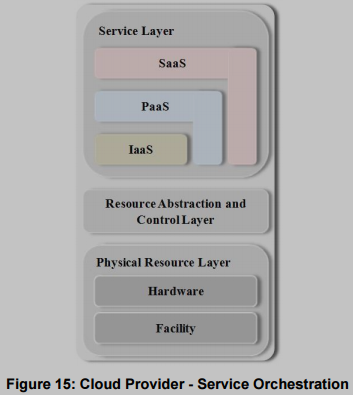 Service Layer
SaaS
PaaS
IaaS
Resource Abstraction and
Control Layer
Physical Resource Layer
Hardware
Facility
Figure 15: Cloud Provider - Service Orchestration